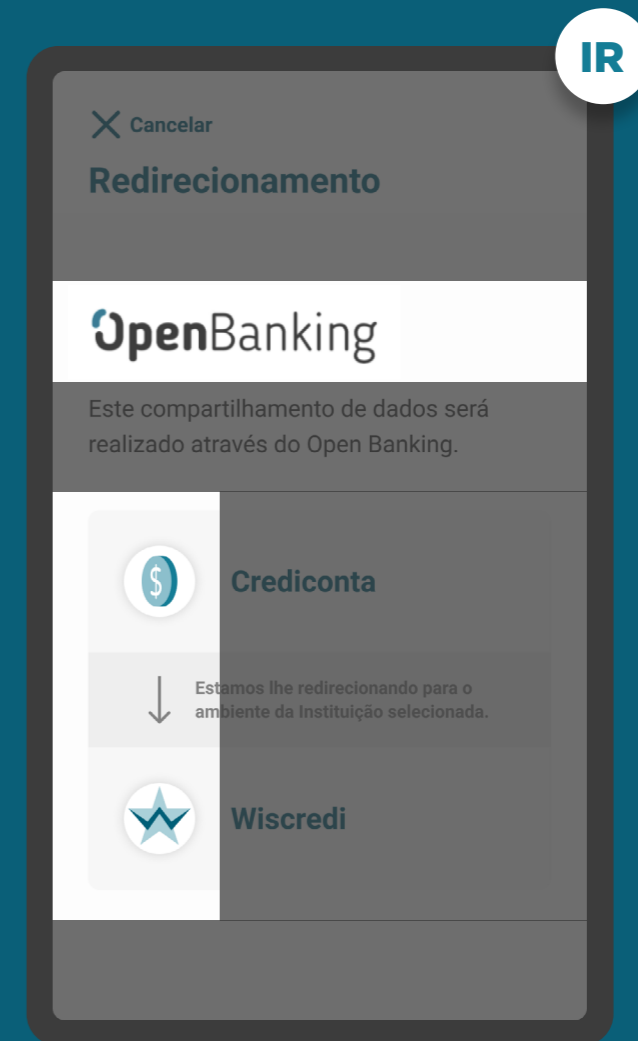 IR
Cancelar
Redirecionamento
OpenBanking
Este compartilhamento de dados será
realizado através do Open Banking.
$
Crediconta
Estamos lhe redirecionando para o
ambiente da Instituição selecionada.
Wiscredi